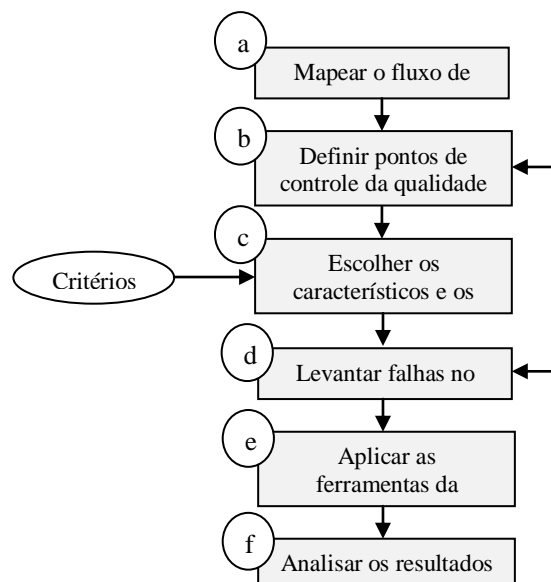 a
Mapear o fluxo de
b
Definir pontos de
controle da qualidade
c
Escolher os
característicos e os
Critérios
d
Levantar falhas no
e
Aplicar as
ferramentas da
f
Analisar os resultados